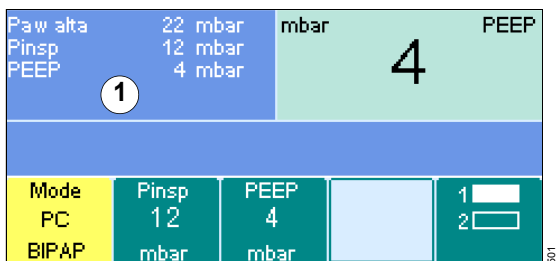 Paw alta 22 mbar
Pinsp 12 mbar
PEEP 4 mbar
1
mbar PEEP
4
Mode
PC
BIPAP
Pinsp
12
mbar
PEEP
4
mbar
1
2